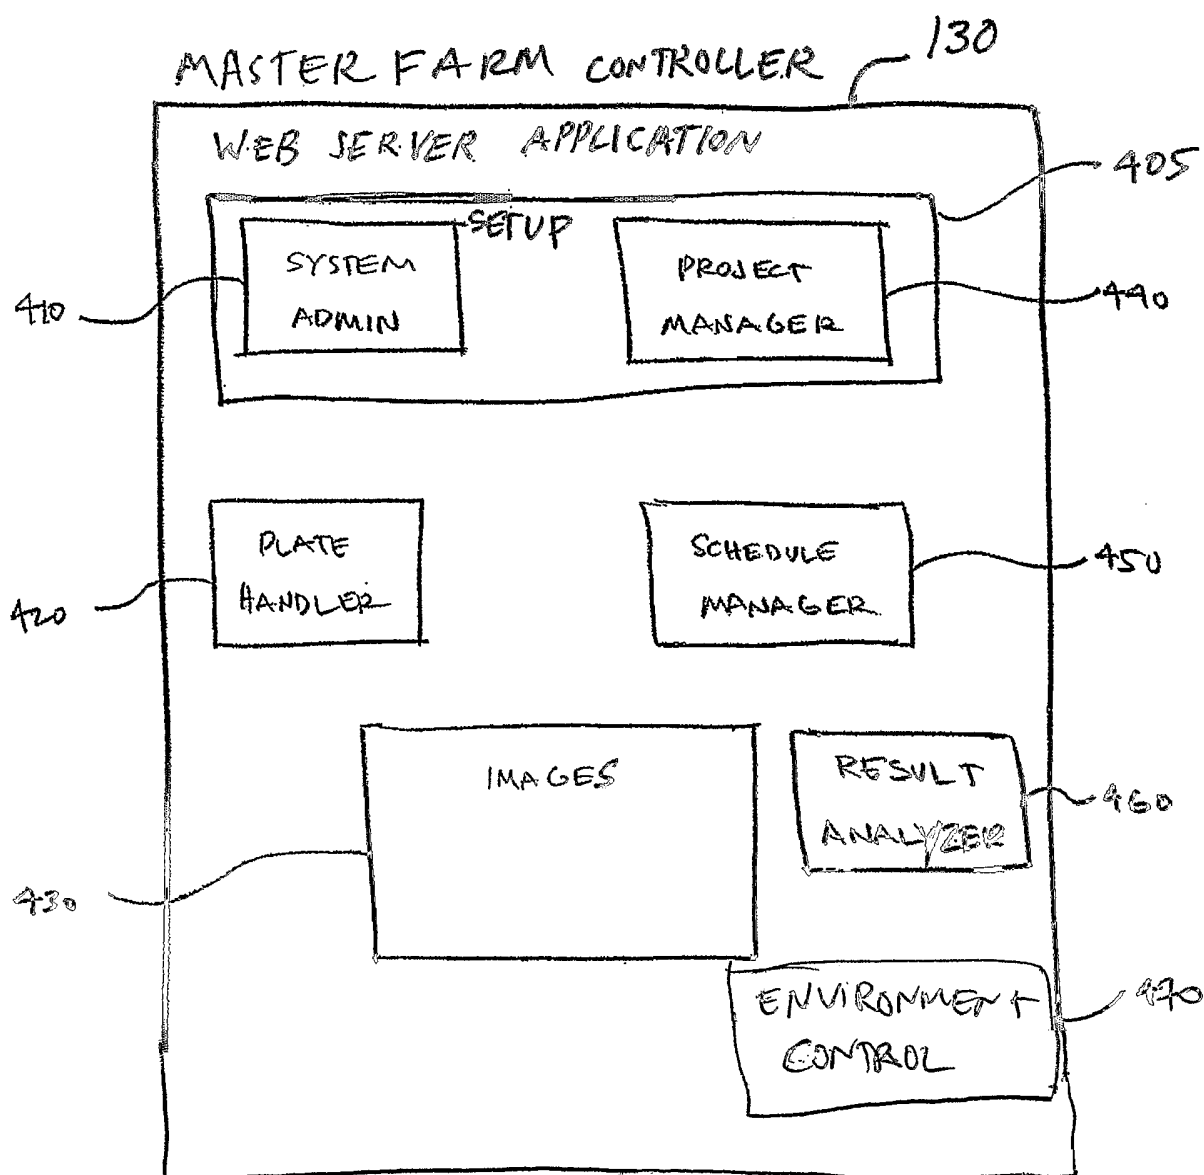 130
MASTER FARM CONTROLLER
WEB SERVER APPLICATION
405
SETUP
SYSTEM
ADMIN
410
PROJECT
MANAGER
440
PLATE
HANDLER
420
SCHEDULE
MANAGER
450
IMAGES
430
RESULT
ANALYZER
460
ENVIRONMENT
CONTROL
470